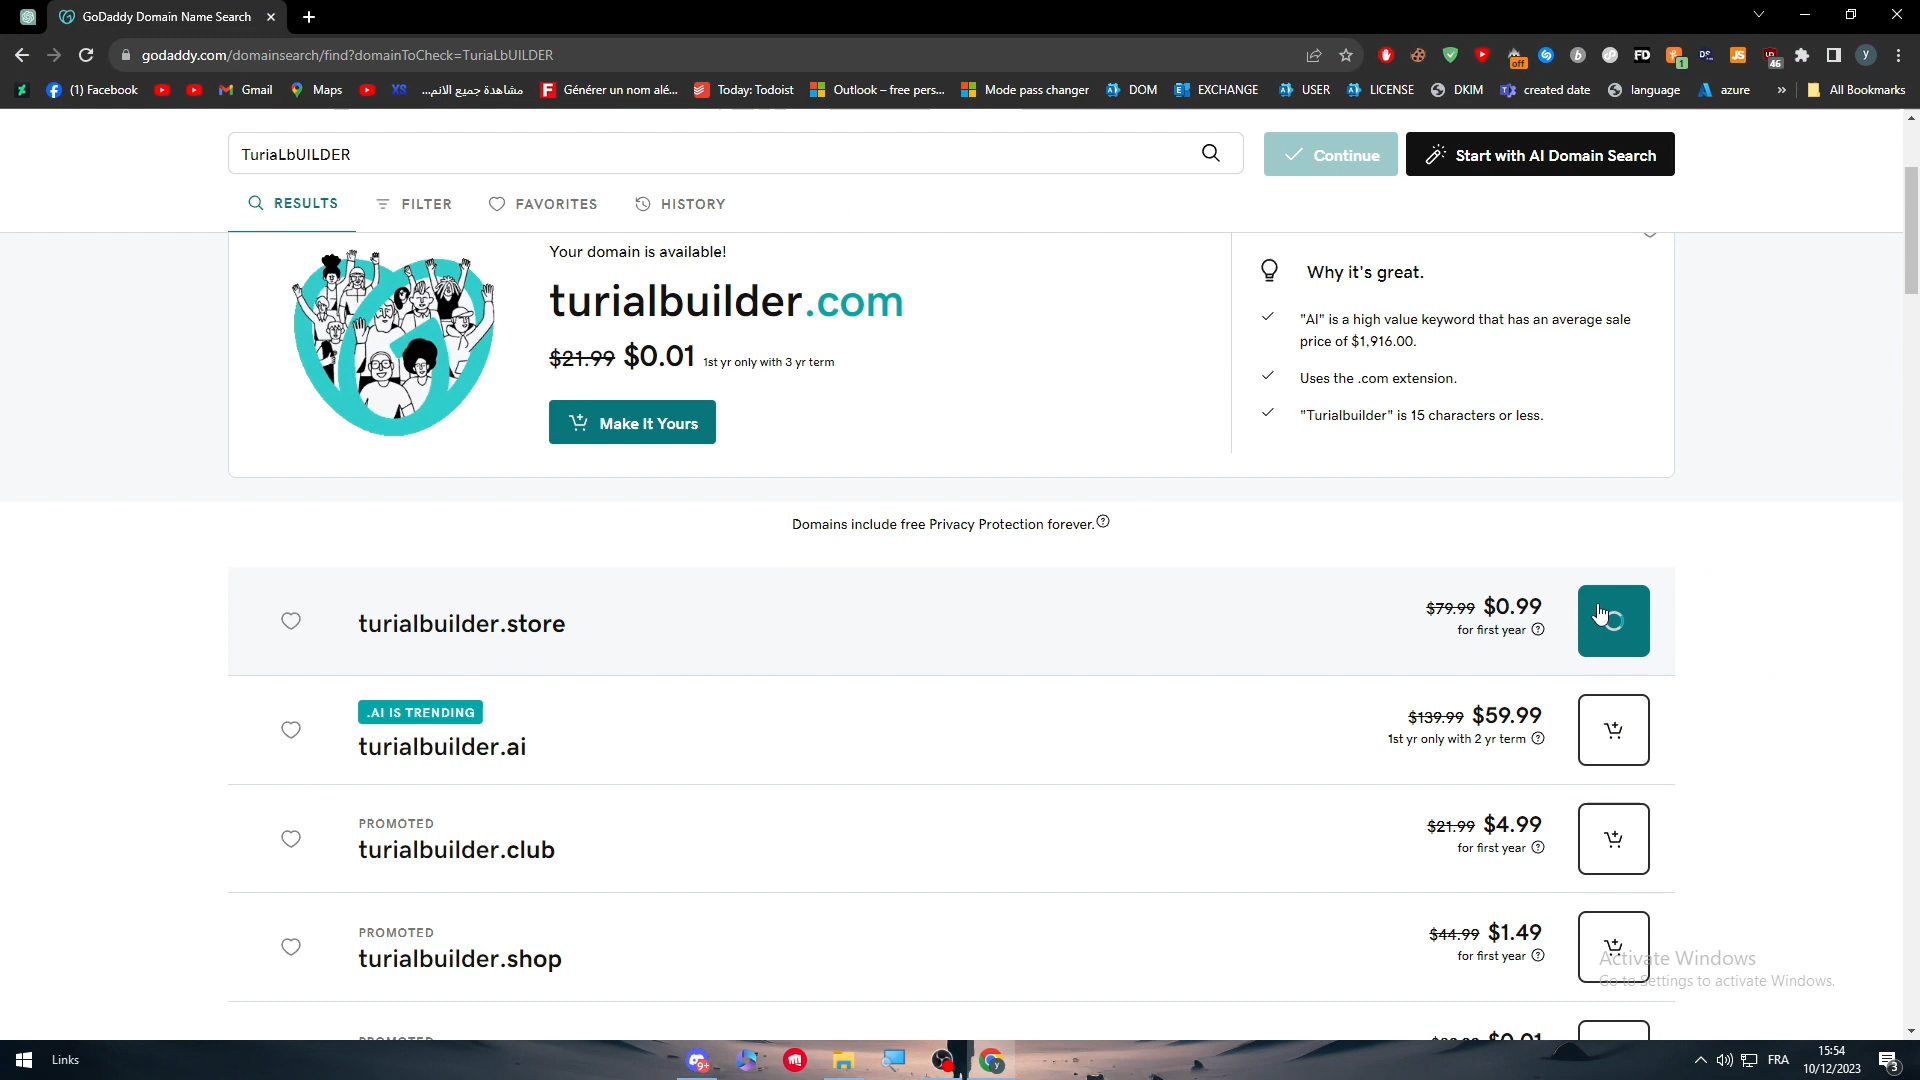 GoDaddy Domain Name Search
godaddy.com/domainsearch/find?domainToCheck=TuriaLbUILDER
off
1
46
y
(1) Facebook
Gmail
Maps
XS
مشاهدة جميع الانم...
Générer un nom alé...
Today: Todoist
Outlook – free pers...
Mode pass changer
DOM
EXCHANGE
USER
LICENSE
DKIM
created date
language
azure
»
All Bookmarks
TuriaLbUILDER
Continue
Start with AI Domain Search
RESULTS
FILTER
FAVORITES
HISTORY
Your domain is available!
turialbuilder.com
$21.99 $0.01 1st yr only with 3 yr term
Make It Yours
Why it's great.
"AI" is a high value keyword that has an average sale
price of $1,916.00.
Uses the .com extension.
"Turialbuilder" is 15 characters or less.
Domains include free Privacy Protection forever.
turialbuilder.store
$79.99 $0.99
for first year
.AI IS TRENDING
turialbuilder.ai
$139.99 $59.99
1st yr only with 2 yr term
PROMOTED
turialbuilder.club
$21.99 $4.99
for first year
PROMOTED
turialbuilder.shop
$44.99 $1.49
for first year
Activate Windows
Go to Settings to activate Windows.
Links
FRA
15:54
10/12/2023
3